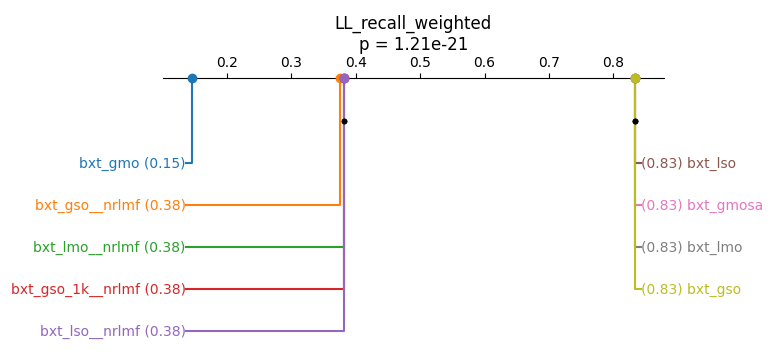 LL_recall_weighted
p = 1.21e-21
0.2 0.3 0.4 0.5 0.6 0.7 0.8
bxt_gmo (0.15) (0.83) bxt_lso
bxt_gso__nrlmf (0.38) (0.83) bxt_gmosa
bxt_lmo__nrlmf (0.38) (0.83) bxt_lmo
bxt_gso_1k__nrlmf (0.38) (0.83) bxt_gso
bxt_lso__nrlmf (0.38)